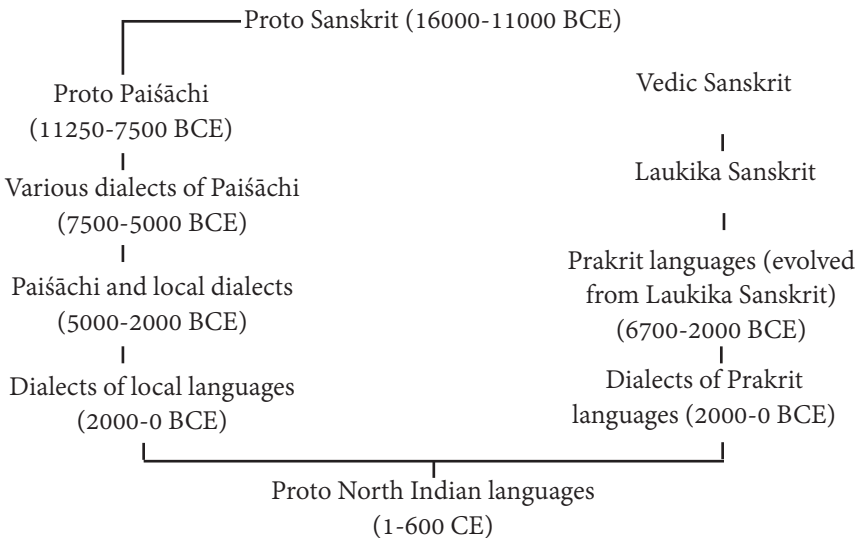 Proto Sanskrit (16000-11000 BCE)
Proto Paiśāchi
(11250-7500 BCE)
Various dialects of Paiśāchi
(7500-5000 BCE)
Paiśāchi and local dialects
(5000-2000 BCE)
Dialects of local languages
(2000-0 BCE)
Vedic Sanskrit
Laukika Sanskrit
Prakrit languages (evolved
from Laukika Sanskrit)
(6700-2000 BCE)
Dialects of Prakrit
languages (2000-0 BCE)
Proto North Indian languages
(1-600 CE)